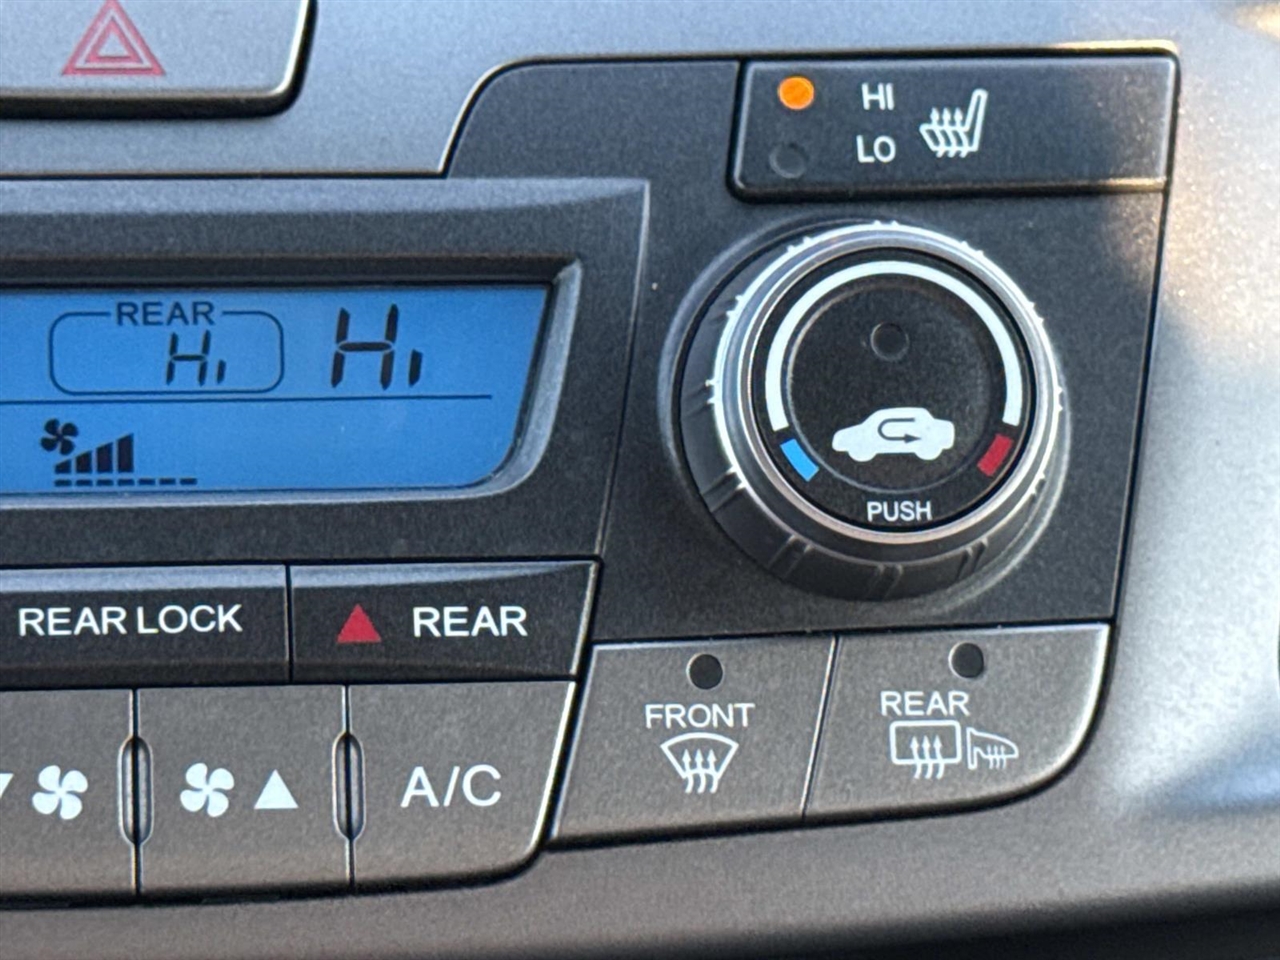 HI
LO
REAR
Hi
Hi
PUSH
REAR LOCK
REAR
FRONT
REAR
A/C